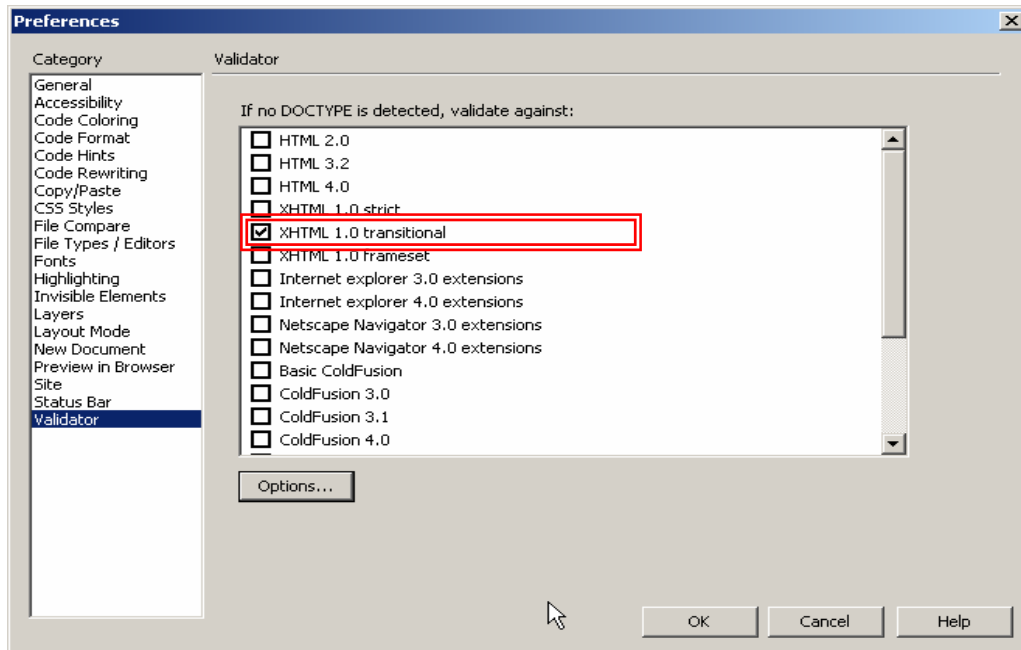 Preferences
Category
Validator
General
Accessibility
Code Coloring
Code Format
Code Hints
Code Rewriting
Copy/Paste
CSS Styles
File Compare
File Types / Editors
Fonts
Highlighting
Invisible Elements
Layers
Layout Mode
New Document
Preview in Browser
Site
Status Bar
Validator
If no DOCTYPE is detected, validate against:
HTML 2.0
HTML 3.2
HTML 4.0
XHTML 1.0 strict
XHTML 1.0 transitional
XHTML 1.0 frameset
Internet explorer 3.0 extensions
Internet explorer 4.0 extensions
Netscape Navigator 3.0 extensions
Netscape Navigator 4.0 extensions
Basic ColdFusion
ColdFusion 3.0
ColdFusion 3.1
ColdFusion 4.0
Options...
OK
Cancel
Help